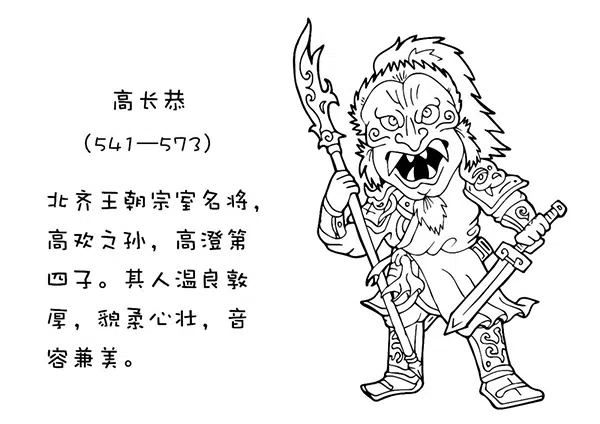 高长恭
（541—573）
北齐王朝宗室名将，
高欢之孙，高澄第
四子。其人温良敦
厚，貌柔心壮，音
容兼美。